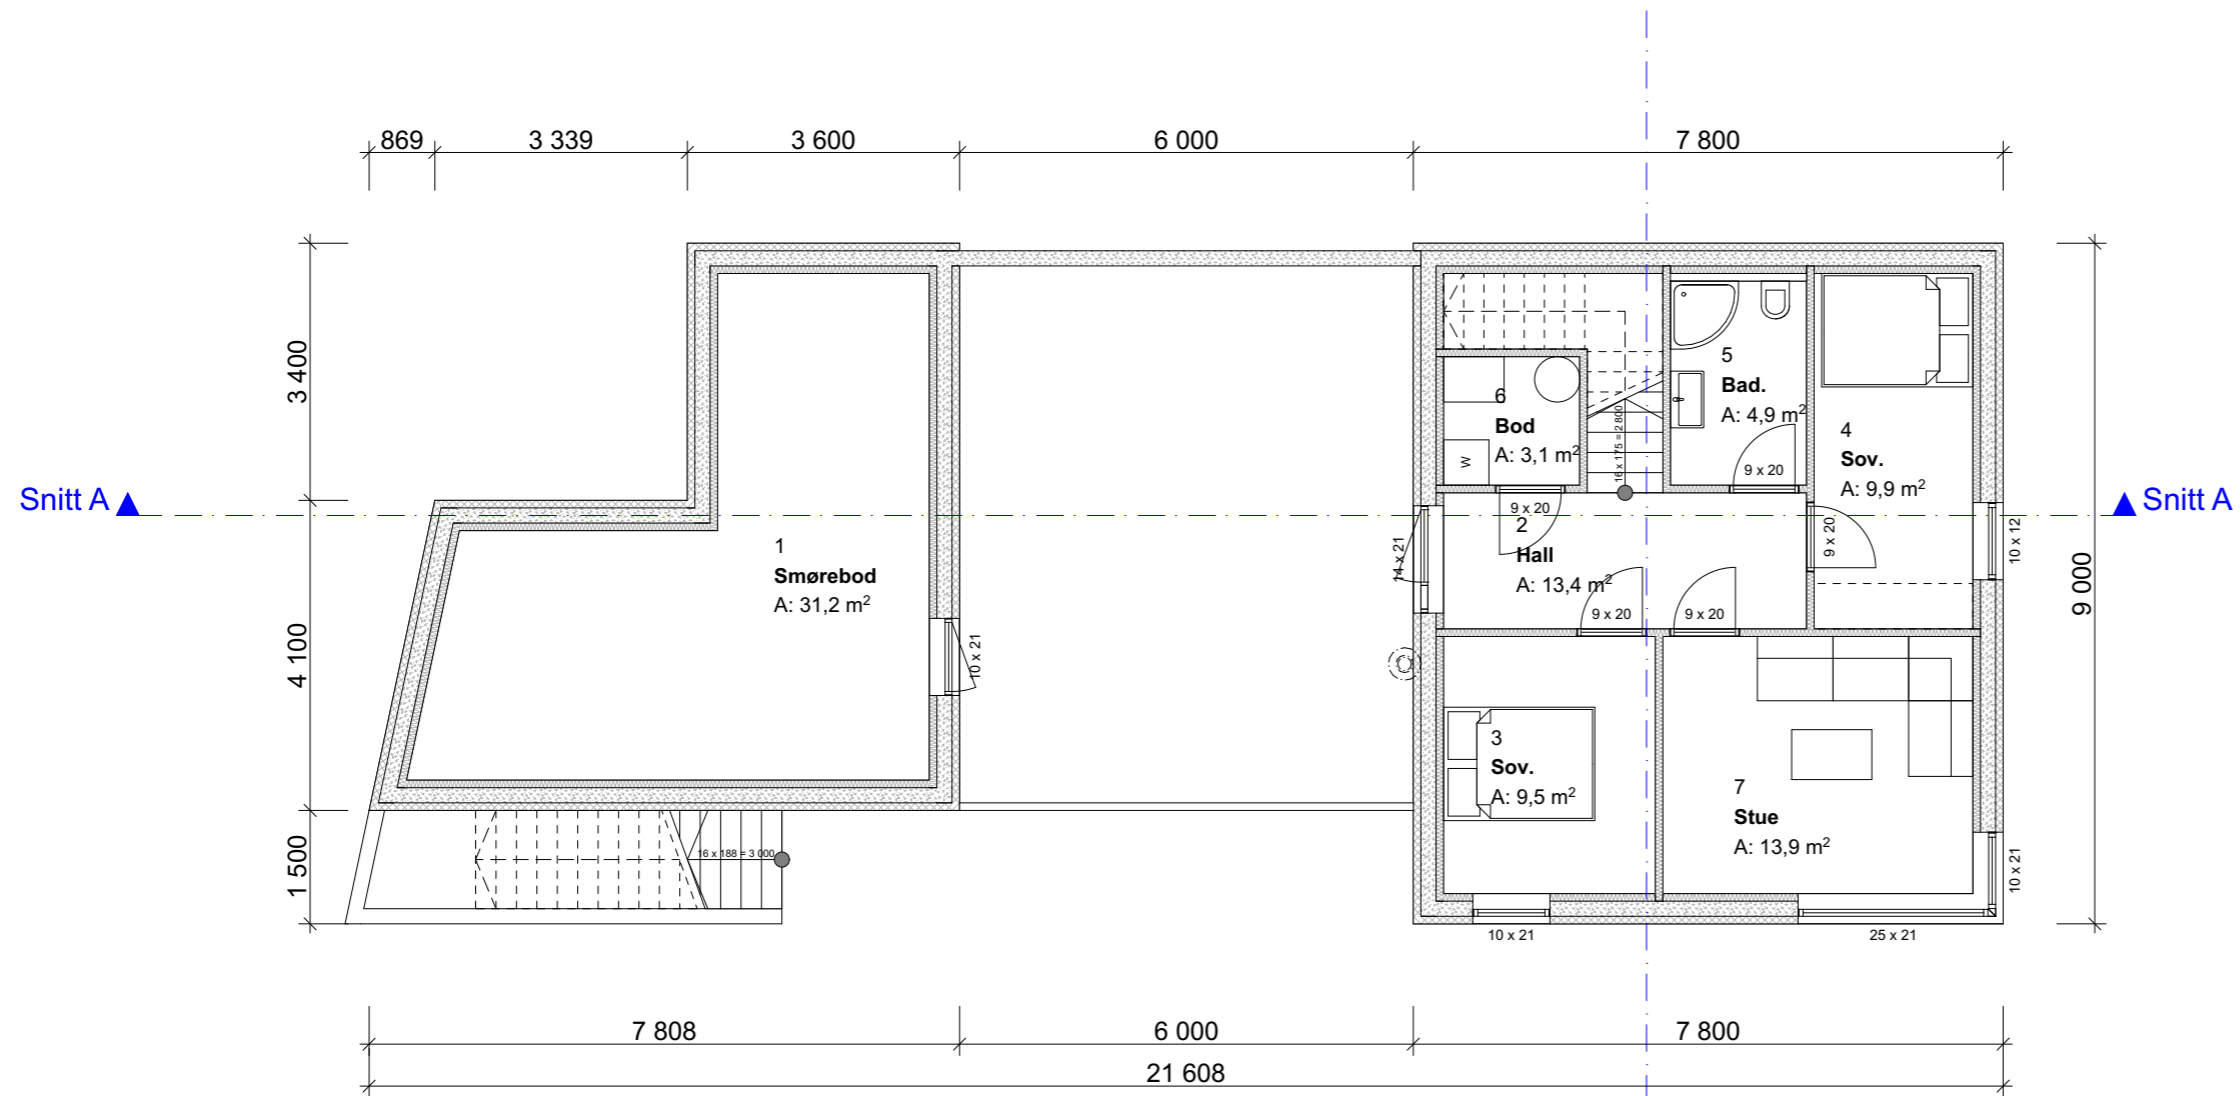 869
3 339
3 600
6 000
7 800
3 400
4 100
1 500
9 000
Snitt A
Snitt A
1
Smørebod
A: 31,2 m²
10 x 21
16 x 188 = 3 000
6
Bod
A: 3,1 m²
W
16 x 175 = 2 800
5
Bad.
A: 4,9 m²
9 x 20
4
Sov.
A: 9,9 m²
9 x 20
10 x 12
9 x 20
2
Hall
A: 13,4 m²
14 x 21
9 x 20
9 x 20
3
Sov.
A: 9,5 m²
7
Stue
A: 13,9 m²
10 x 21
10 x 21
25 x 21
7 808
6 000
7 800
21 608